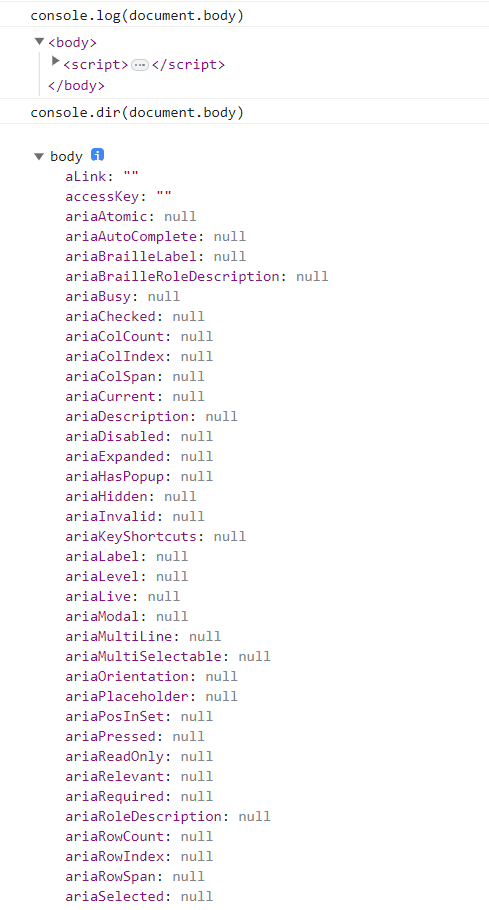 console.log(document.body)
<body>
<script>…</script>
</body>
console.dir(document.body)
body i
aLink: ""
accessKey: ""
ariaAtomic: null
ariaAutoComplete: null
ariaBrailleLabel: null
ariaBrailleRoleDescription: null
ariaBusy: null
ariaChecked: null
ariaColCount: null
ariaColIndex: null
ariaColSpan: null
ariaCurrent: null
ariaDescription: null
ariaDisabled: null
ariaExpanded: null
ariaHasPopup: null
ariaHidden: null
ariaInvalid: null
ariaKeyShortcuts: null
ariaLabel: null
ariaLevel: null
ariaLive: null
ariaModal: null
ariaMultiLine: null
ariaMultiSelectable: null
ariaOrientation: null
ariaPlaceholder: null
ariaPosInSet: null
ariaPressed: null
ariaReadOnly: null
ariaRelevant: null
ariaRequired: null
ariaRoleDescription: null
ariaRowCount: null
ariaRowIndex: null
ariaRowSpan: null
ariaSelected: null